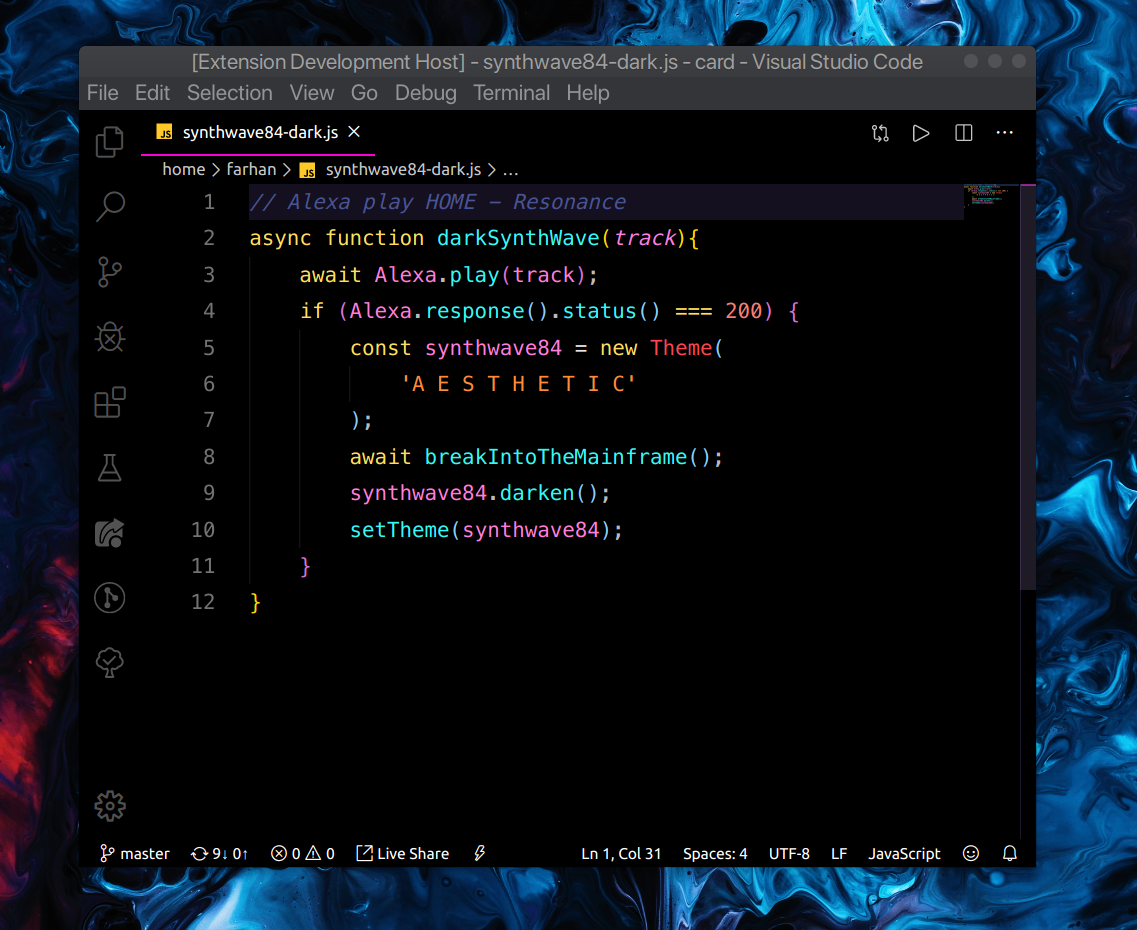 [Extension Development Host] - synthwave84-dark.js - card - Visual Studio Code
File Edit Selection View Go Debug Terminal Help
JS synthwave84-dark.js
home > farhan > JS synthwave84-dark.js > ...
1 // Alexa play HOME – Resonance
2 async function darkSynthWave(track){
3     await Alexa.play(track);
4     if (Alexa.response().status() === 200) {
5         const synthwave84 = new Theme(
6             'A E S T H E T I C'
7         );
8         await breakIntoTheMainframe();
9         synthwave84.darken();
10         setTheme(synthwave84);
11     }
12 }
master 9↓ 0↑ 0 0 Live Share Ln 1, Col 31 Spaces: 4 UTF-8 LF JavaScript